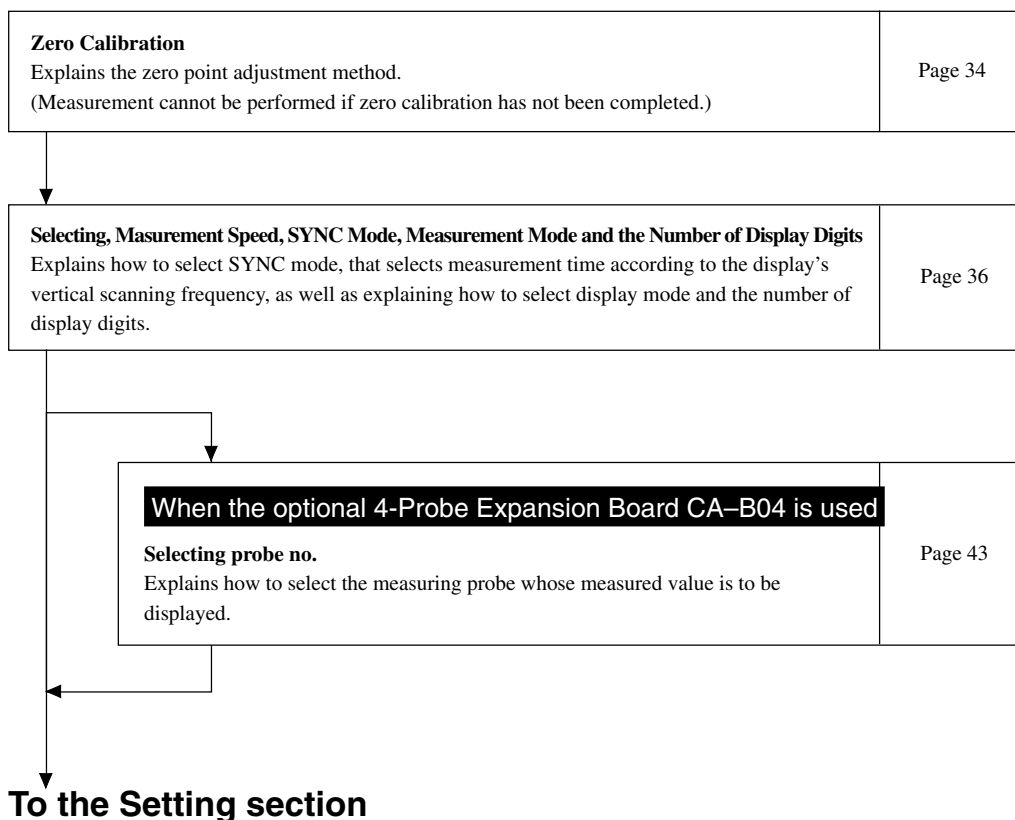 Zero Calibration
Explains the zero point adjustment method.
(Measurement cannot be performed if zero calibration has not been completed.)
Page 34
Selecting, Masurement Speed, SYNC Mode, Measurement Mode and the Number of Display Digits
Explains how to select SYNC mode, that selects measurement time according to the display's
vertical scanning frequency, as well as explaining how to select display mode and the number of
display digits.
Page 36
When the optional 4-Probe Expansion Board CA–B04 is used
Selecting probe no.
Explains how to select the measuring probe whose measured value is to be
displayed.
Page 43
To the Setting section